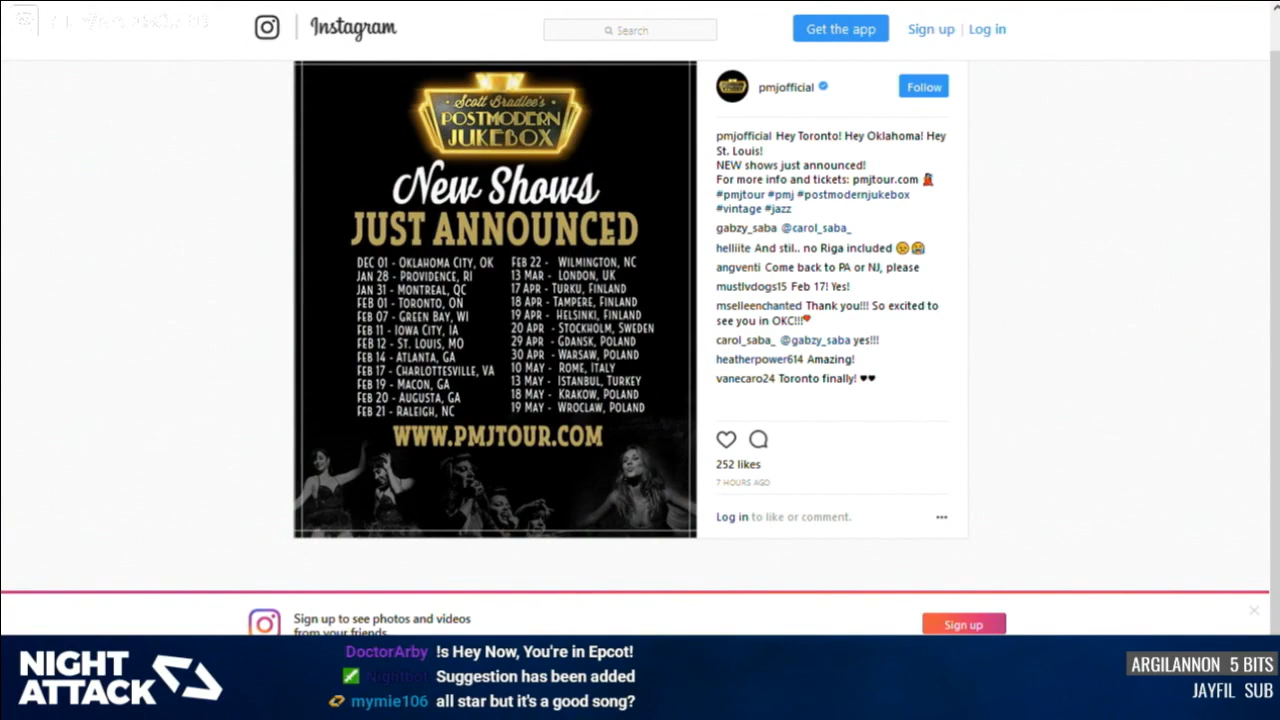 Instagram
Search
Get the app
Sign up | Log in
Scott Bradlee's
POSTMODERN
JUKEBOX
New Shows
JUST ANNOUNCED
DEC 01 - OKLAHOMA CITY, OK
JAN 28 - PROVIDENCE, RI
JAN 31 - MONTREAL, QC
FEB 01 - TORONTO, ON
FEB 07 - GREEN BAY, WI
FEB 11 - IOWA CITY, IA
FEB 12 - ST. LOUIS, MO
FEB 14 - ATLANTA, GA
FEB 17 - CHARLOTTESVILLE, VA
FEB 19 - MACON, GA
FEB 20 - AUGUSTA, GA
FEB 21 - RALEIGH, NC
FEB 22 - WILMINGTON, NC
13 MAR - LONDON, UK
17 APR - TURKU, FINLAND
18 APR - TAMPERE, FINLAND
19 APR - HELSINKI, FINLAND
20 APR - STOCKHOLM, SWEDEN
29 APR - GDANSK, POLAND
30 APR - WARSAW, POLAND
10 MAY - ROME, ITALY
13 MAY - ISTANBUL, TURKEY
18 MAY - KRAKOW, POLAND
19 MAY - WROCLAW, POLAND
WWW.PMJTOUR.COM
pmjofficial
Follow
pmjofficial Hey Toronto! Hey Oklahoma! Hey
St. Louis!
NEW shows just announced!
For more info and tickets: pmjtour.com
#pmjtour #pmj #postmodernjukebox
#vintage #jazz
gabzy_saba @carol_saba_
helliite And stil.. no Riga included
angventi Come back to PA or NJ, please
mustlvdogs15 Feb 17! Yes!
mselleenchanted Thank you!!! So excited to
see you in OKC!!!
carol_saba_ @gabzy_saba yes!!!
heatherpower614 Amazing!
vanecaro24 Toronto finally!
252 likes
7 HOURS AGO
Log in to like or comment.
Sign up to see photos and videos
from your friends.
Sign up
NIGHT
ATTACK
DoctorArby !s Hey Now, You're in Epcot!
Nightbot Suggestion has been added
mymie106 all star but it's a good song?
ARGILANNON 5 BITS
JAYFIL SUB